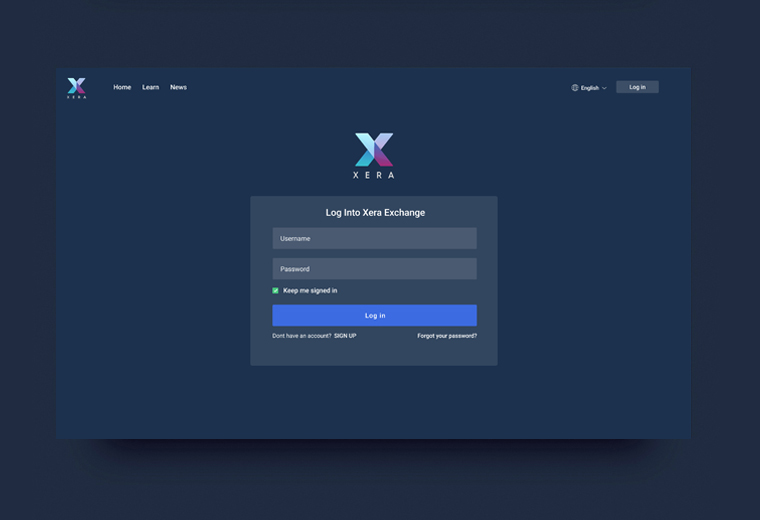 Home Learn News English Log in
XERA
XERA
Log Into Xera Exchange
Username
Password
Keep me signed in
Log in
Dont have an account? SIGN UP Forgot your password?